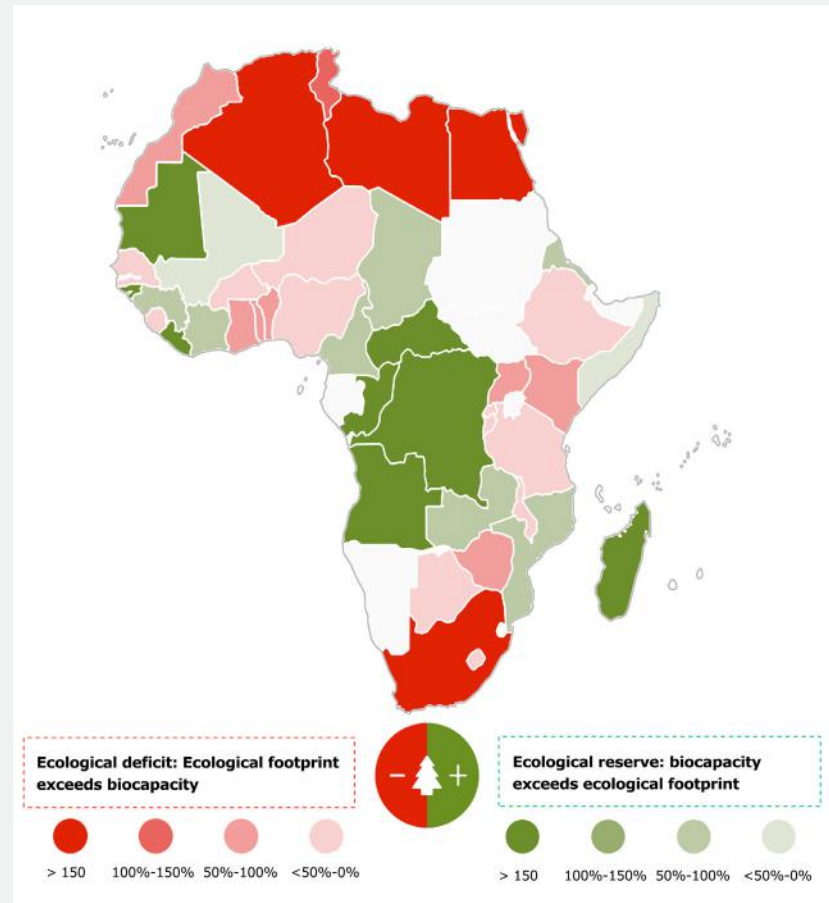 Ecological deficit: Ecological footprint
exceeds biocapacity
Ecological reserve: biocapacity
exceeds ecological footprint
> 150
100%-150%
50%-100%
<50%-0%
> 150
100%-150%
50%-100%
<50%-0%